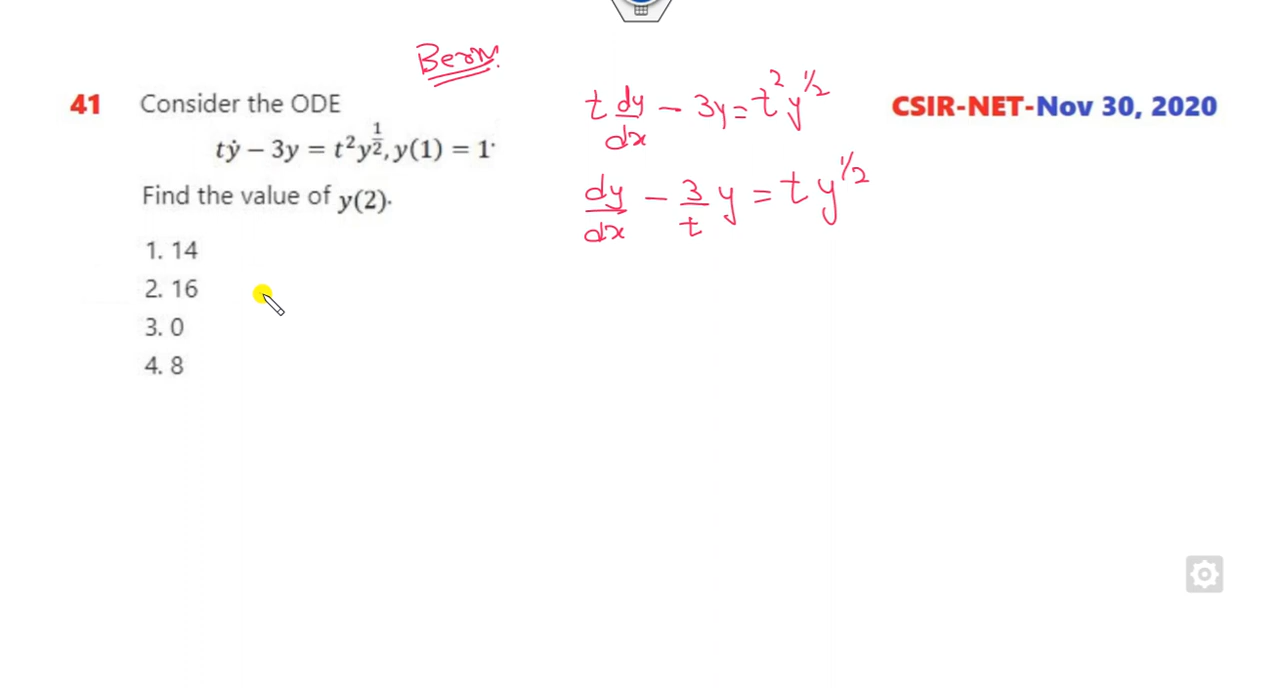 Bern.
41 Consider the ODE
tẏ − 3y = t²y^{1/2}, y(1) = 1
Find the value of y(2).
1. 14
2. 16
3. 0
4. 8
t dy/dx − 3y = t² y^{1/2}
dy/dx − 3/t y = t y^{1/2}
CSIR-NET-Nov 30, 2020